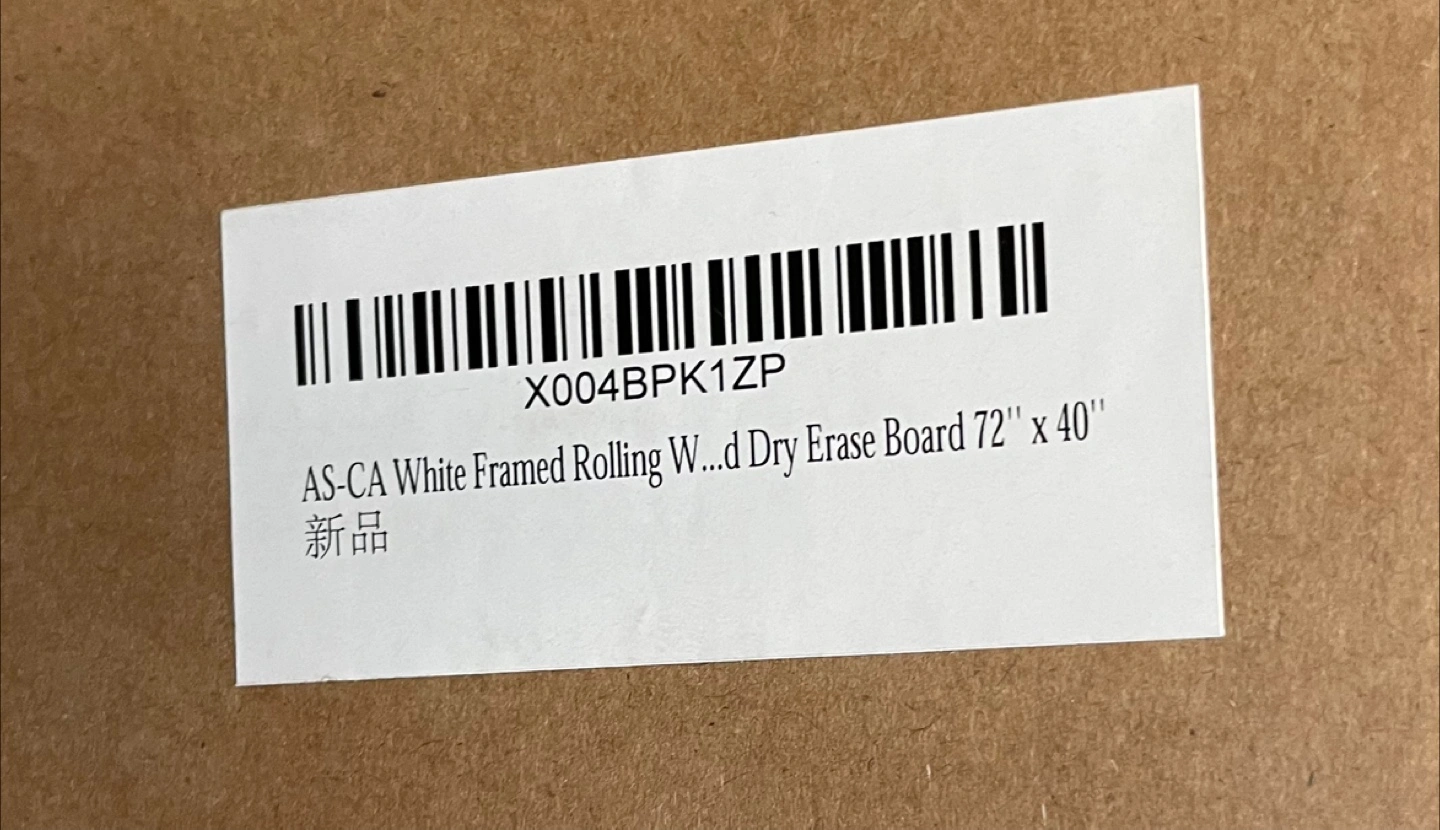 X004BPK1ZP
AS-CA White Framed Rolling W...d Dry Erase Board 72'' x 40''
新品